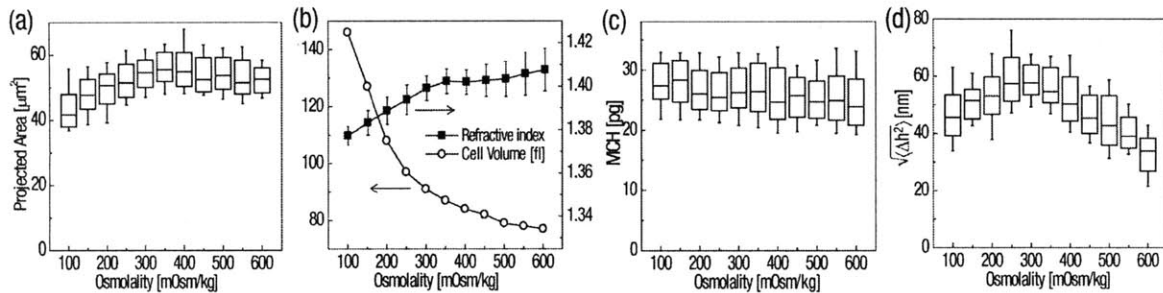 (a)
Projected Area [μm²]
60
40
20
0
100 200 300 400 500 600
Osmolality [mOsm/kg]
(b)
140
120
100
80
1.42
1.40
1.38
1.36
1.34
Refractive index
Cell Volume [fl]
100 200 300 400 500 600
Osmolality [mOsm/kg]
(c)
MCH [pg]
40
30
20
10
0
100 200 300 400 500 600
Osmolality [mOsm/kg]
(d)
√⟨Δh²⟩ [nm]
80
60
40
20
0
100 200 300 400 500 600
Osmolality [mOsm/kg]